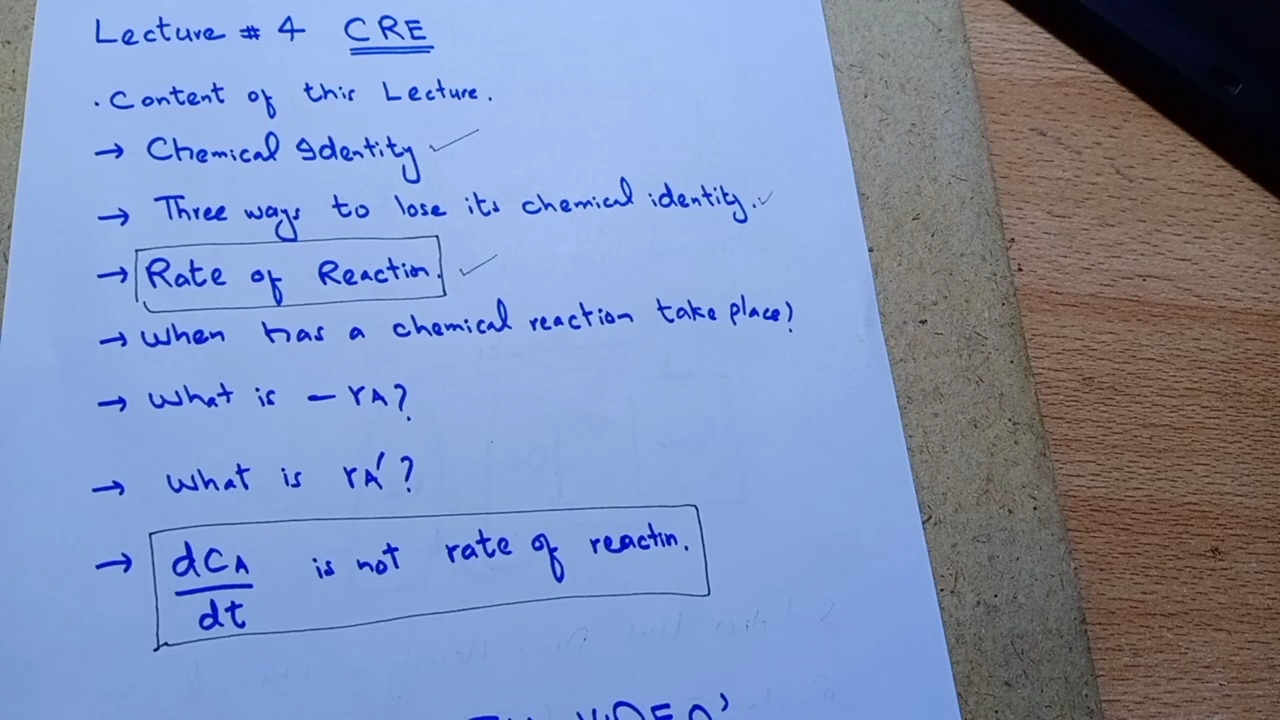 Lecture # 4 CRE
. Content of this Lecture.
→ Chemical Identity ✓
→ Three ways to lose its chemical identity. ✓
→ Rate of Reaction. ✓
→ When has a chemical reaction take place?
→ What is - rA?
→ What is rA'?
→ dCA/dt is not rate of reactin.